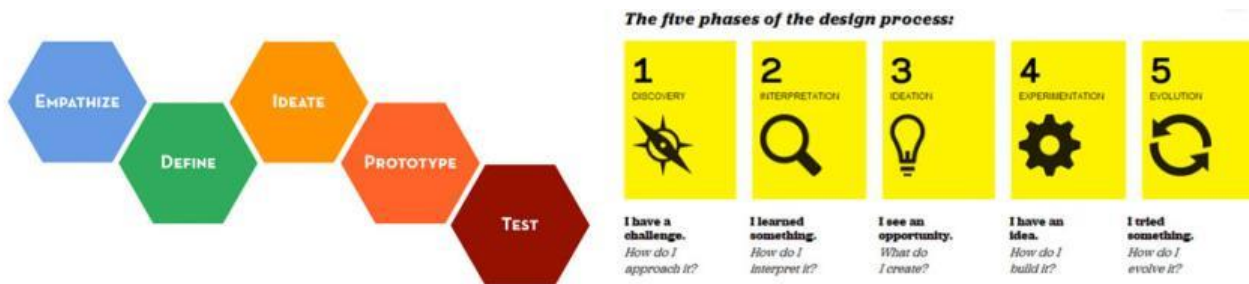 EMPATHIZE
DEFINE
IDEATE
PROTOTYPE
TEST
The five phases of the design process:
1
DISCOVERY
I have a
challenge.
How do I
approach it?
2
INTERPRETATION
I learned
something.
How do I
interpret it?
3
IDEATION
I see an
opportunity.
What do
I create?
4
EXPERIMENTATION
I have an
idea.
How do I
build it?
5
EVOLUTION
I tried
something.
How do I
evolve it?